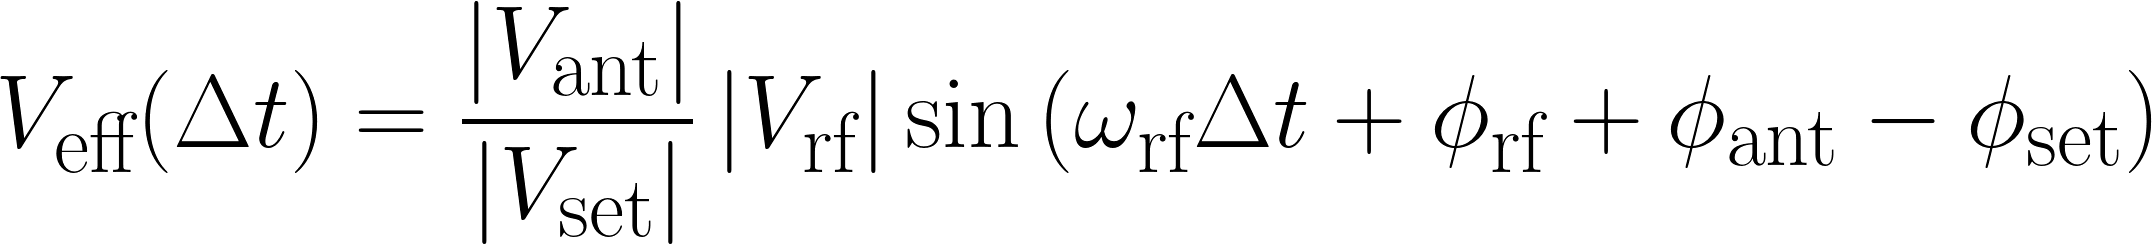 V_eff(Δt) = |V_ant| / |V_set| |V_rf| sin (ω_rf Δt + ϕ_rf + ϕ_ant − ϕ_set)